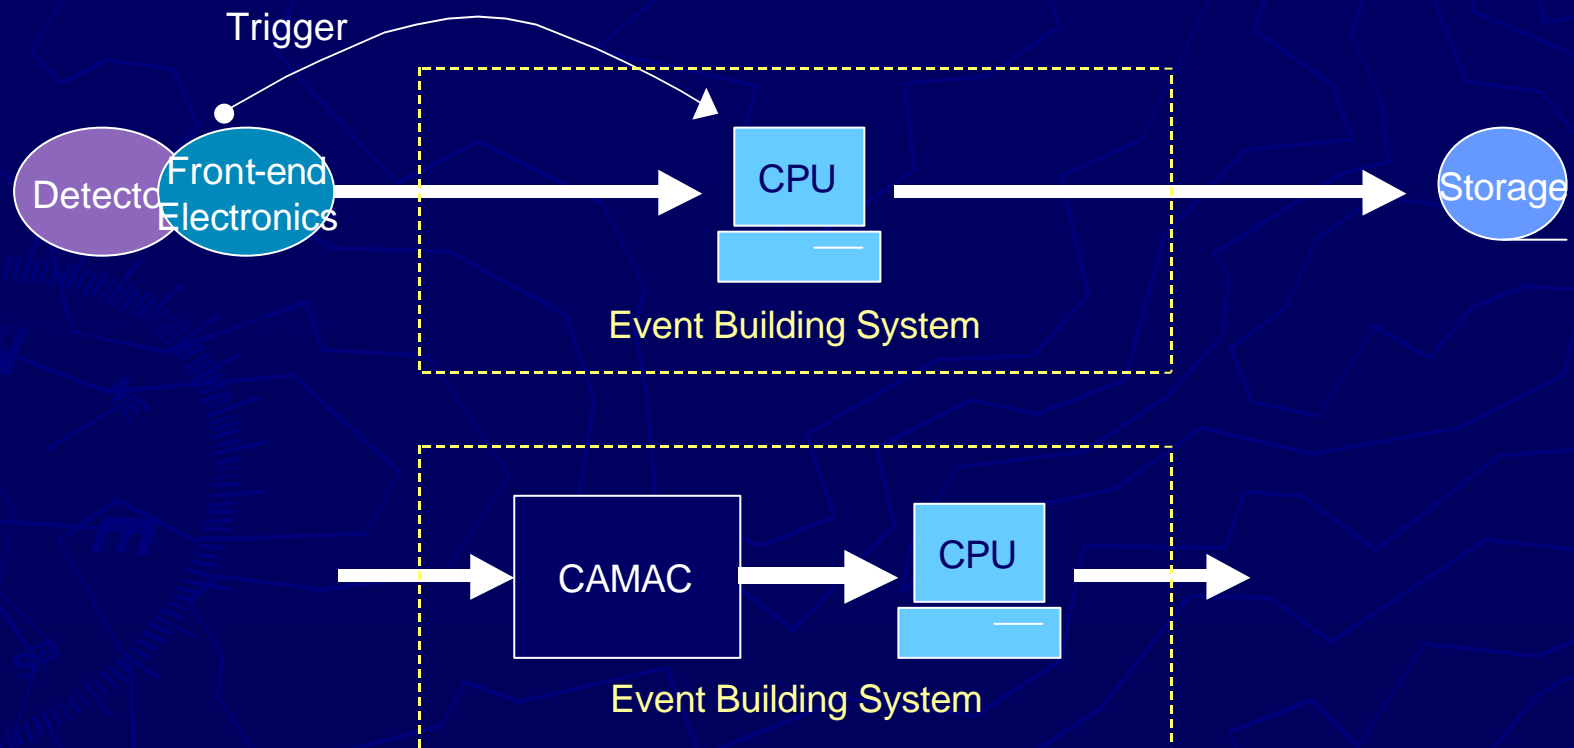 Trigger
Detecto
Front-end
Electronics
CPU
Storage
Event Building System
CAMAC
CPU
Event Building System